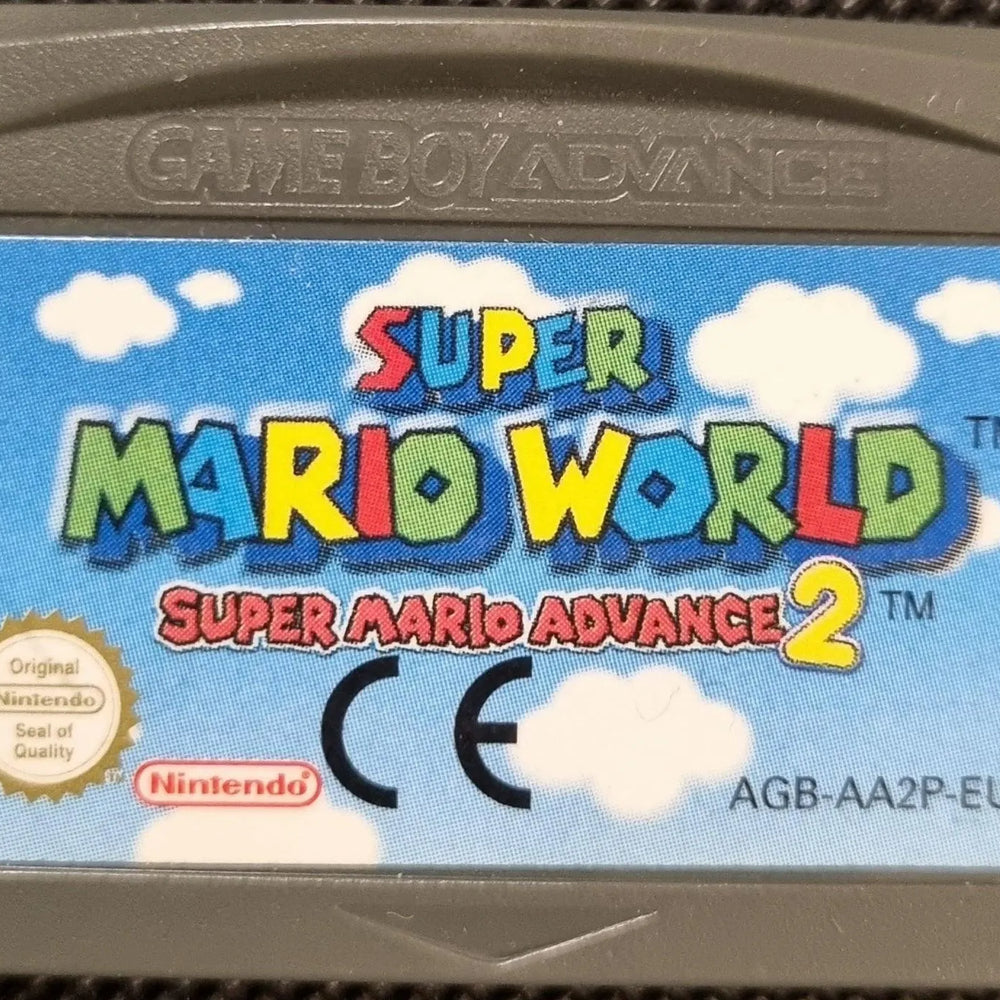 GAME BOY ADVANCE
SUPER
MARIO WORLD
SUPER MARIO ADVANCE 2 ™
CE
Original
Nintendo
Seal of
Quality
Nintendo
AGB-AA2P-EU